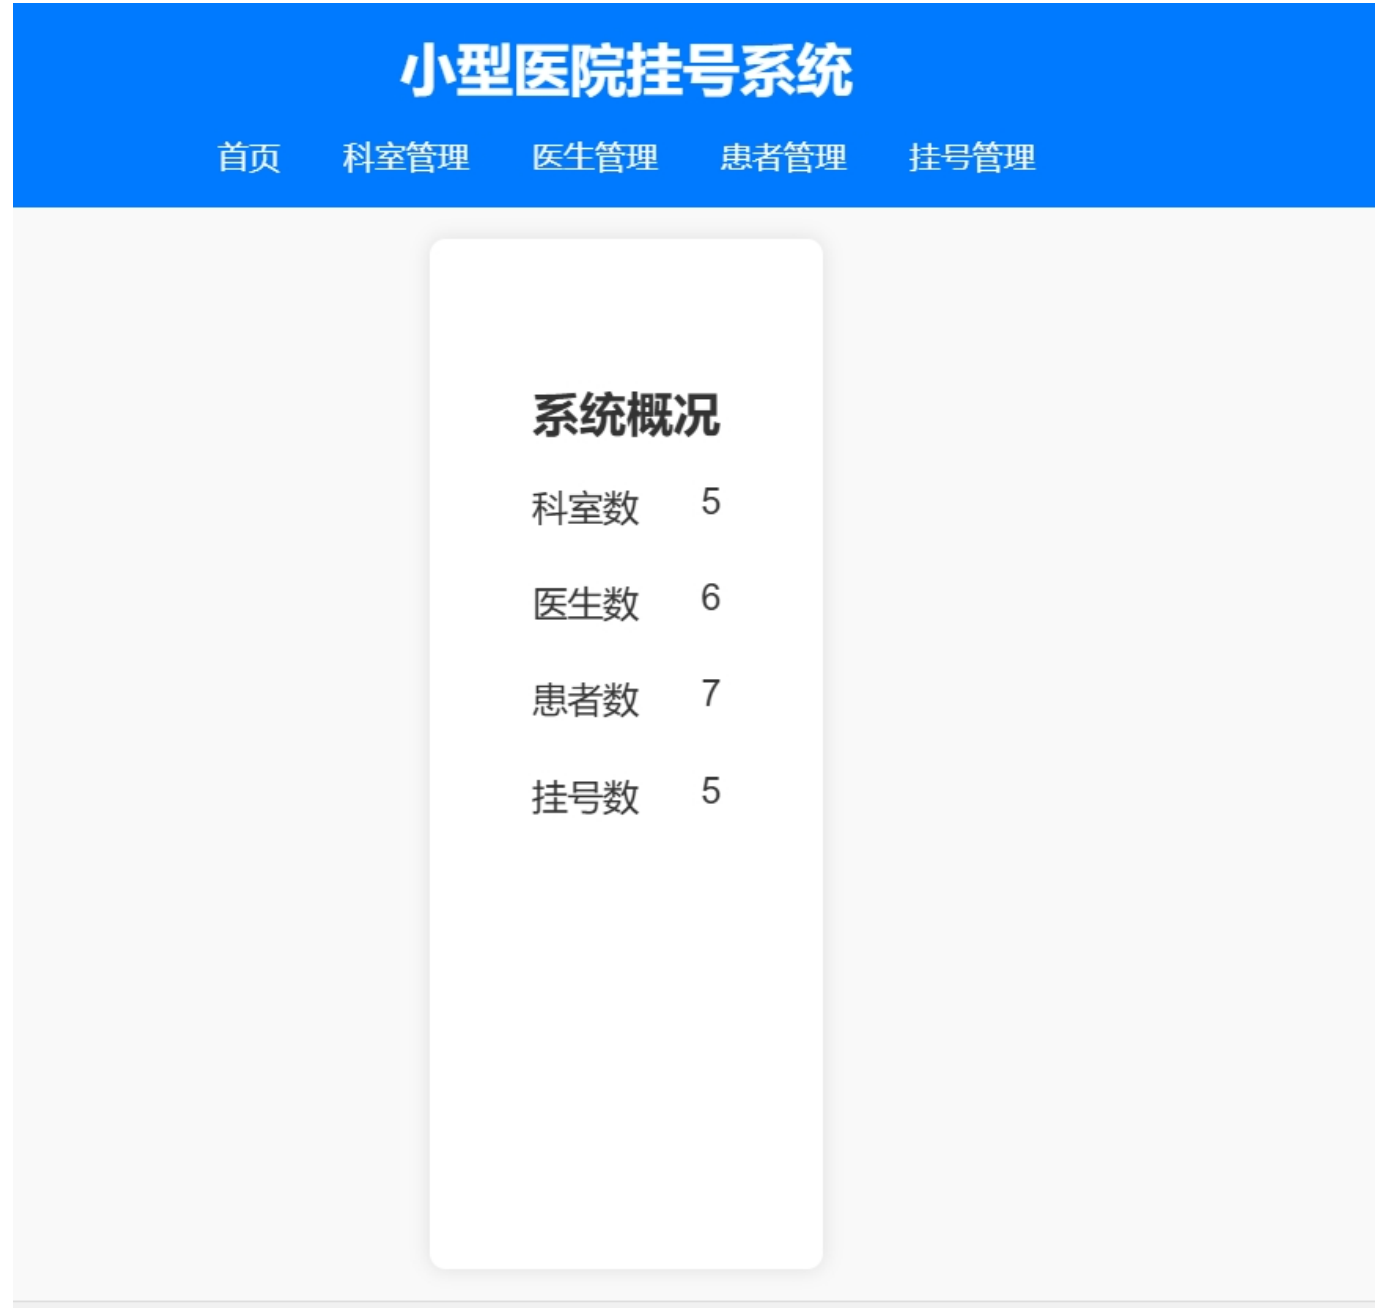 小型医院挂号系统
首页 科室管理 医生管理 患者管理 挂号管理
系统概况
科室数 5
医生数 6
患者数 7
挂号数 5